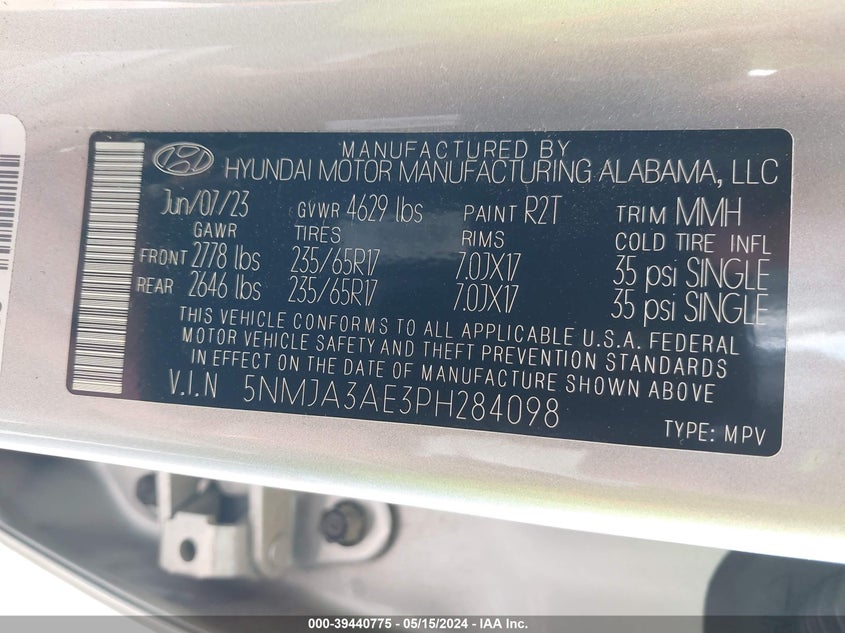 MANUFACTURED BY
HYUNDAI MOTOR MANUFACTURING ALABAMA, LLC
Jun/07/23 GVWR 4629 lbs PAINT R2T TRIM MMH
GAWR TIRES RIMS COLD TIRE INFL
FRONT 2778 lbs 235/65R17 7.0JX17 35 psi SINGLE
REAR 2646 lbs 235/65R17 7.0JX17 35 psi SINGLE
THIS VEHICLE CONFORMS TO ALL APPLICABLE U.S.A. FEDERAL
MOTOR VEHICLE SAFETY AND THEFT PREVENTION STANDARDS
IN EFFECT ON THE DATE OF MANUFACTURE SHOWN ABOVE
V.I.N 5NMJA3AE3PH284098
TYPE: MPV
000-39440775 - 05/15/2024 - IAA Inc.